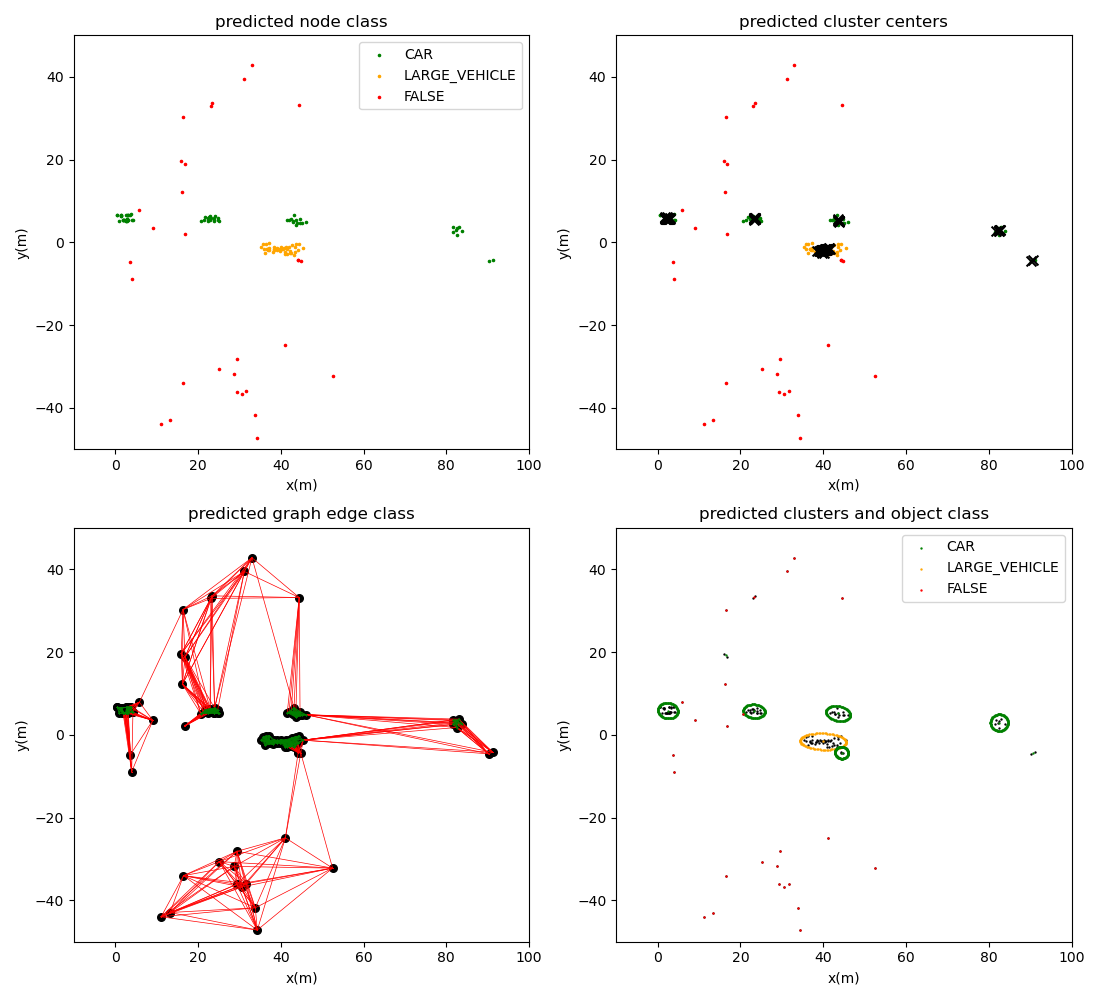 predicted node class
CAR
LARGE_VEHICLE
FALSE
40
20
0
−20
−40
y(m)
0 20 40 60 80 100
x(m)
predicted cluster centers
40
20
0
−20
−40
y(m)
0 20 40 60 80 100
x(m)
predicted graph edge class
40
20
0
−20
−40
y(m)
0 20 40 60 80 100
x(m)
predicted clusters and object class
CAR
LARGE_VEHICLE
FALSE
40
20
0
−20
−40
y(m)
0 20 40 60 80 100
x(m)